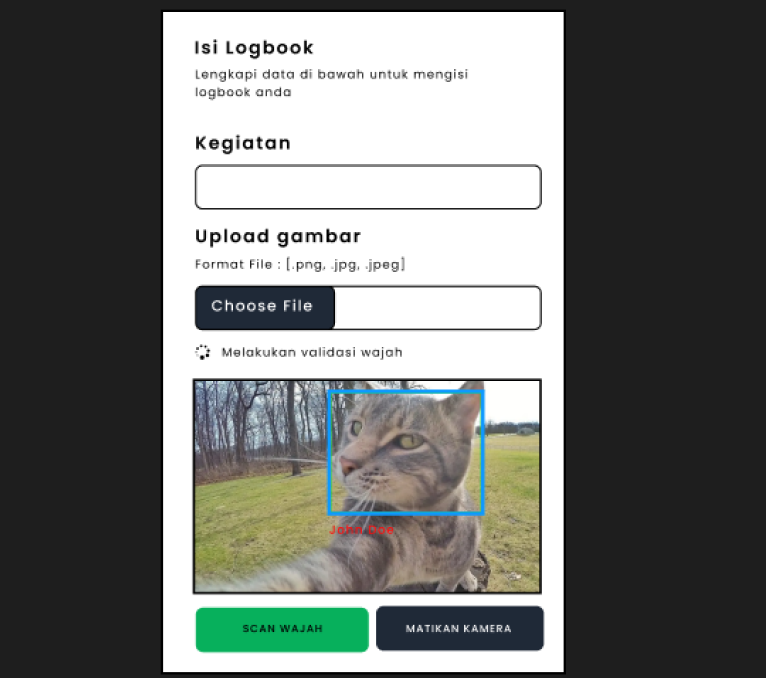 Isi Logbook
Lengkapi data di bawah untuk mengisi
logbook anda
Kegiatan
Upload gambar
Format File : [.png, .jpg, .jpeg]
Choose File
Melakukan validasi wajah
John Doe
SCAN WAJAH
MATIKAN KAMERA